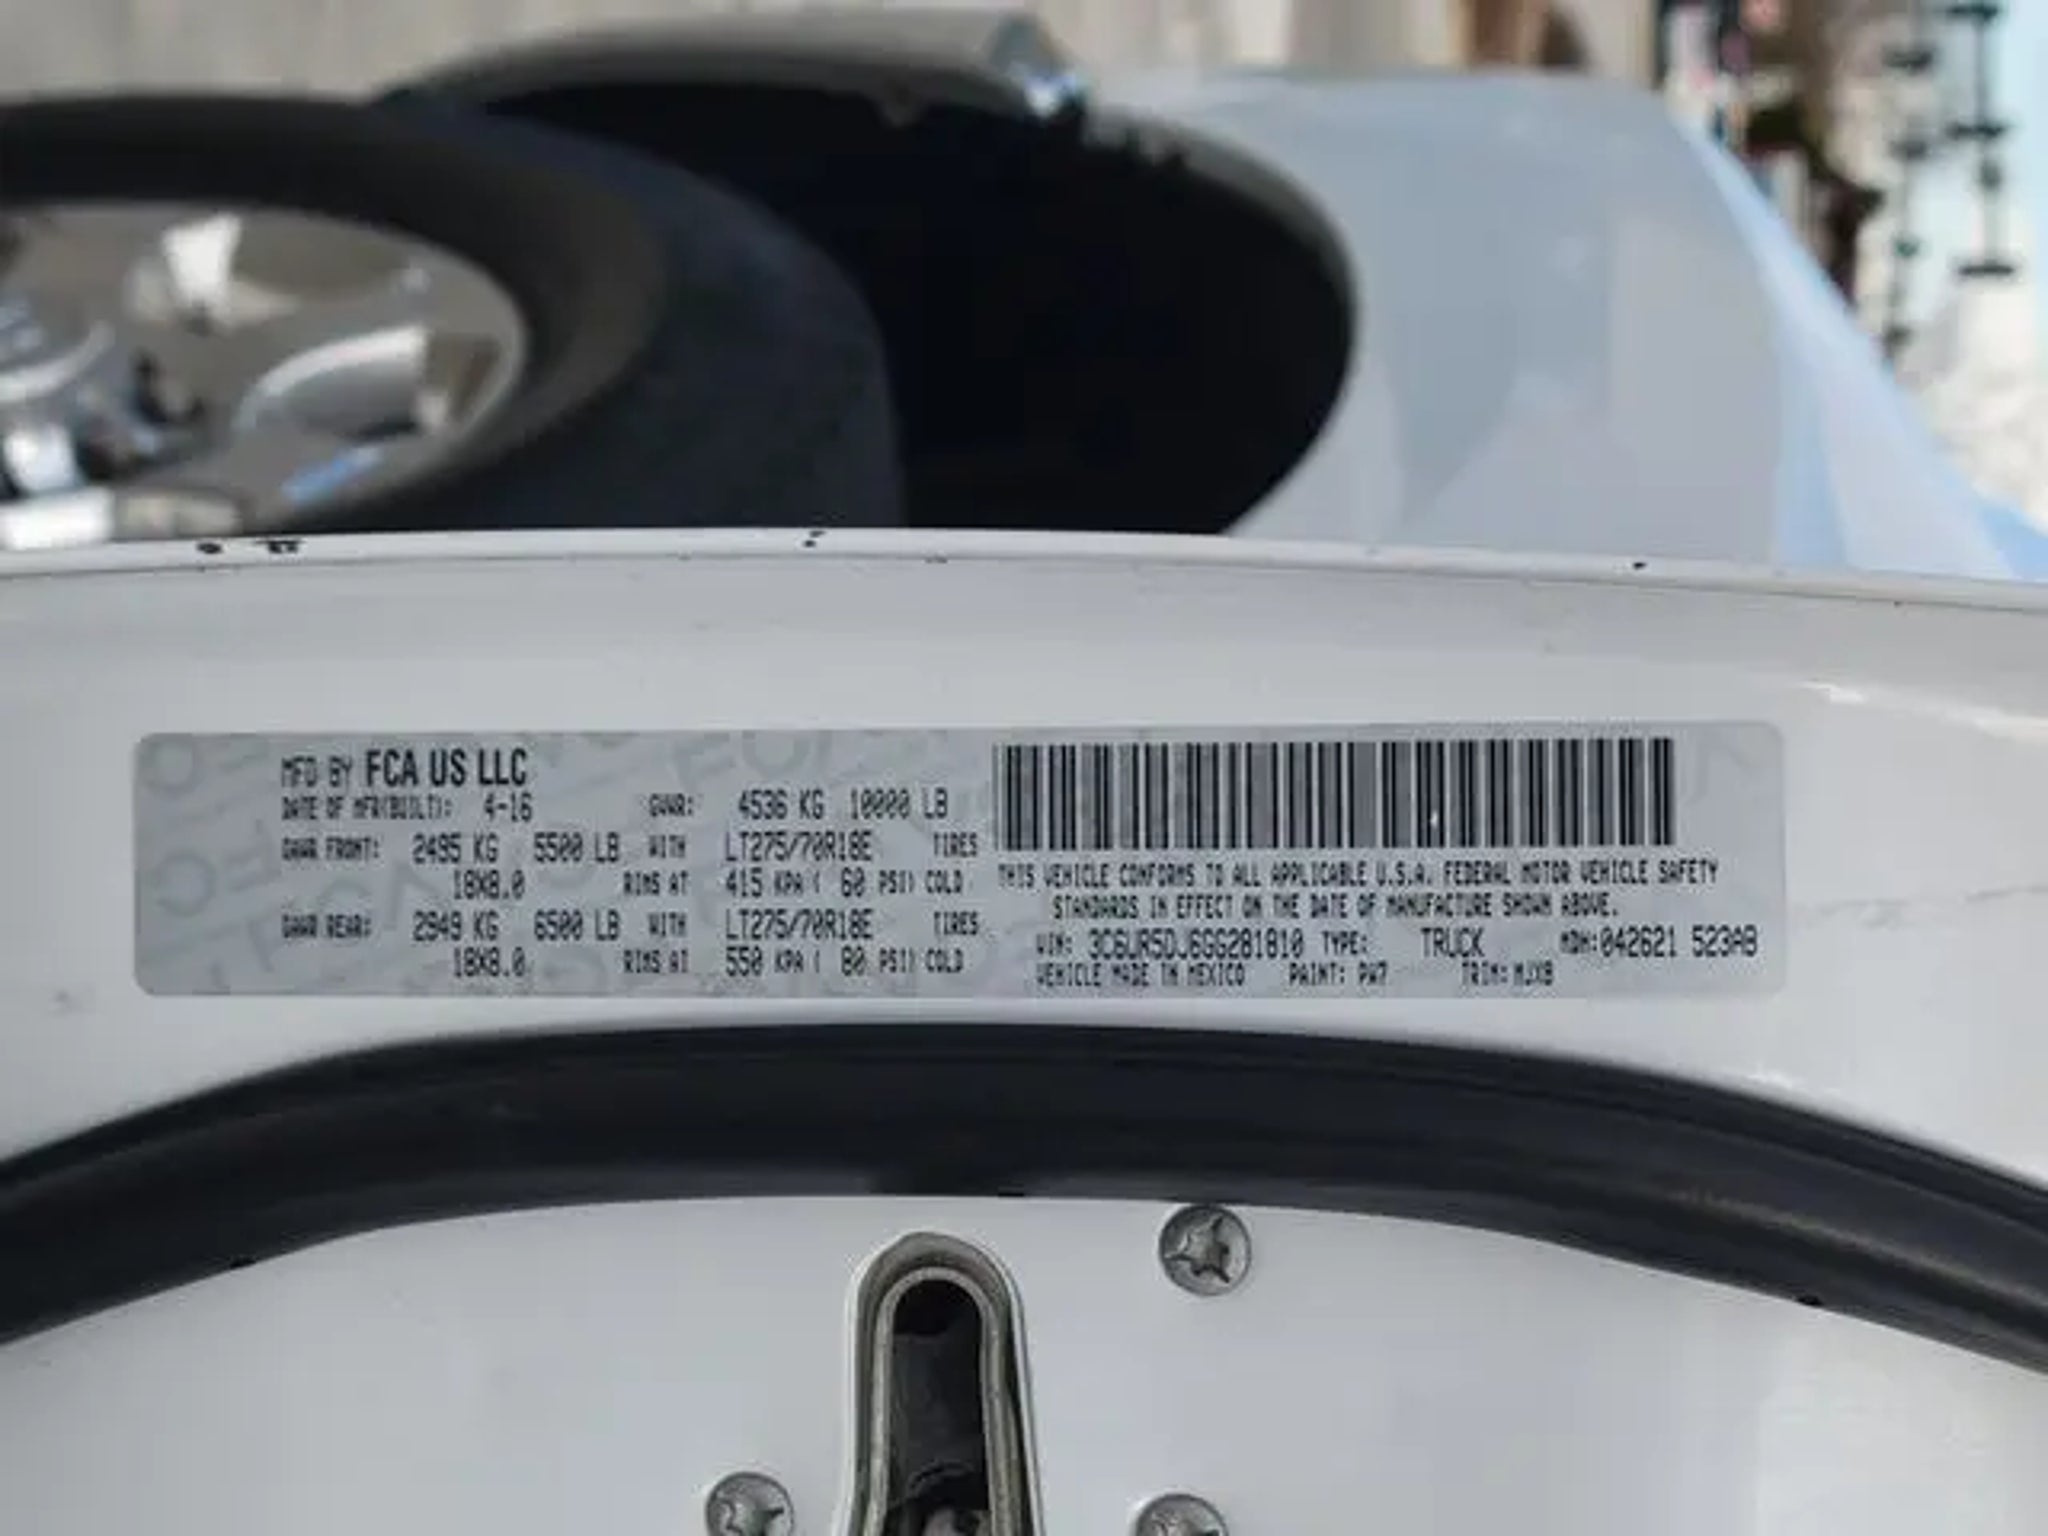 MFD BY FCA US LLC
DATE OF MFR(BUILT): 4-16 GVWR: 4536 KG 10000 LB
GAWR FRONT: 2495 KG 5500 LB WITH LT275/70R18E TIRES
18X8.0 RIMS AT 415 KPA ( 60 PSI) COLD
GAWR REAR: 2949 KG 6500 LB WITH LT275/70R18E TIRES
18X8.0 RIMS AT 550 KPA ( 80 PSI) COLD
THIS VEHICLE CONFORMS TO ALL APPLICABLE U.S.A. FEDERAL MOTOR VEHICLE SAFETY
STANDARDS IN EFFECT ON THE DATE OF MANUFACTURE SHOWN ABOVE.
VIN: 3C6UR5DJ6GG281810 TYPE: TRUCK MDH:042621 523AB
VEHICLE MADE IN MEXICO PAINT: PW7 TRIM: MJX8